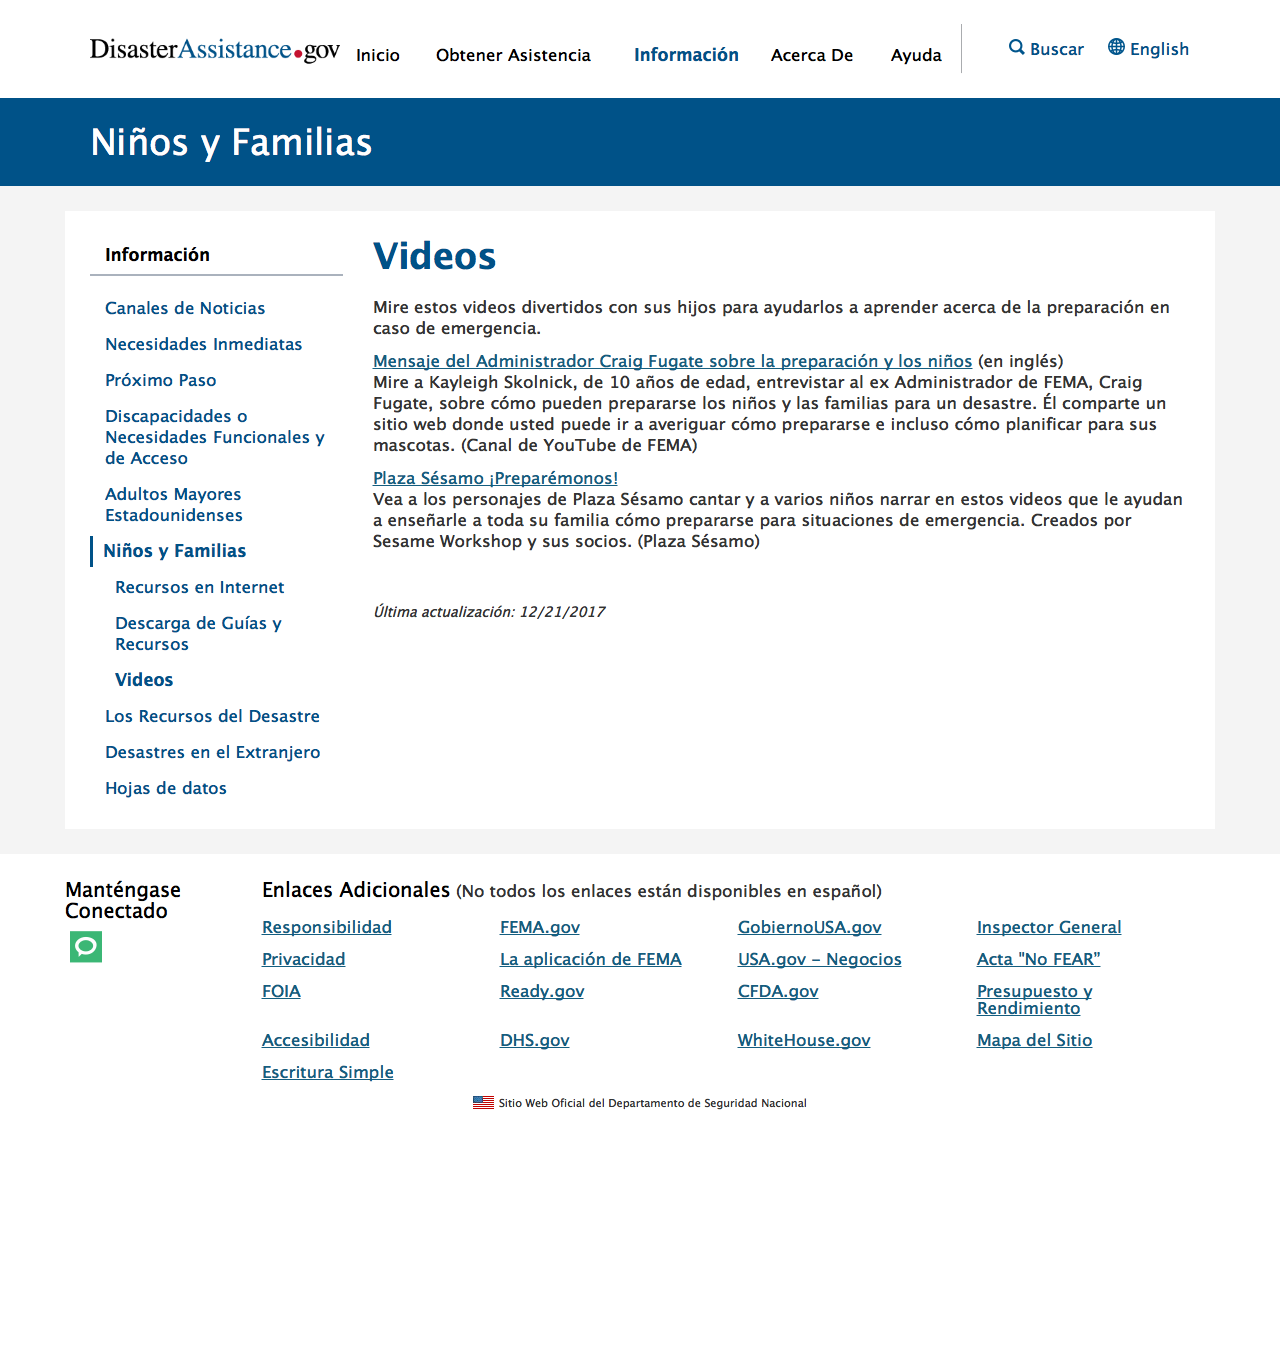 DisasterAssistance.gov
Inicio
Obtener Asistencia
Información
Acerca De
Ayuda
Buscar
English
Niños y Familias
Información
Canales de Noticias
Necesidades Inmediatas
Próximo Paso
Discapacidades o
Necesidades Funcionales y
de Acceso
Adultos Mayores
Estadounidenses
Niños y Familias
Recursos en Internet
Descarga de Guías y
Recursos
Videos
Los Recursos del Desastre
Desastres en el Extranjero
Hojas de datos
Videos
Mire estos videos divertidos con sus hijos para ayudarlos a aprender acerca de la preparación en
caso de emergencia.
Mensaje del Administrador Craig Fugate sobre la preparación y los niños (en inglés)
Mire a Kayleigh Skolnick, de 10 años de edad, entrevistar al ex Administrador de FEMA, Craig
Fugate, sobre cómo pueden prepararse los niños y las familias para un desastre. Él comparte un
sitio web donde usted puede ir a averiguar cómo prepararse e incluso cómo planificar para sus
mascotas. (Canal de YouTube de FEMA)
Plaza Sésamo ¡Preparémonos!
Vea a los personajes de Plaza Sésamo cantar y a varios niños narrar en estos videos que le ayudan
a enseñarle a toda su familia cómo prepararse para situaciones de emergencia. Creados por
Sesame Workshop y sus socios. (Plaza Sésamo)
Última actualización: 12/21/2017
Manténgase
Conectado
Enlaces Adicionales (No todos los enlaces están disponibles en español)
Responsibilidad
FEMA.gov
GobiernoUSA.gov
Inspector General
Privacidad
La aplicación de FEMA
USA.gov – Negocios
Acta "No FEAR”
FOIA
Ready.gov
CFDA.gov
Presupuesto y
Rendimiento
Accesibilidad
DHS.gov
WhiteHouse.gov
Mapa del Sitio
Escritura Simple
Sitio Web Oficial del Departamento de Seguridad Nacional